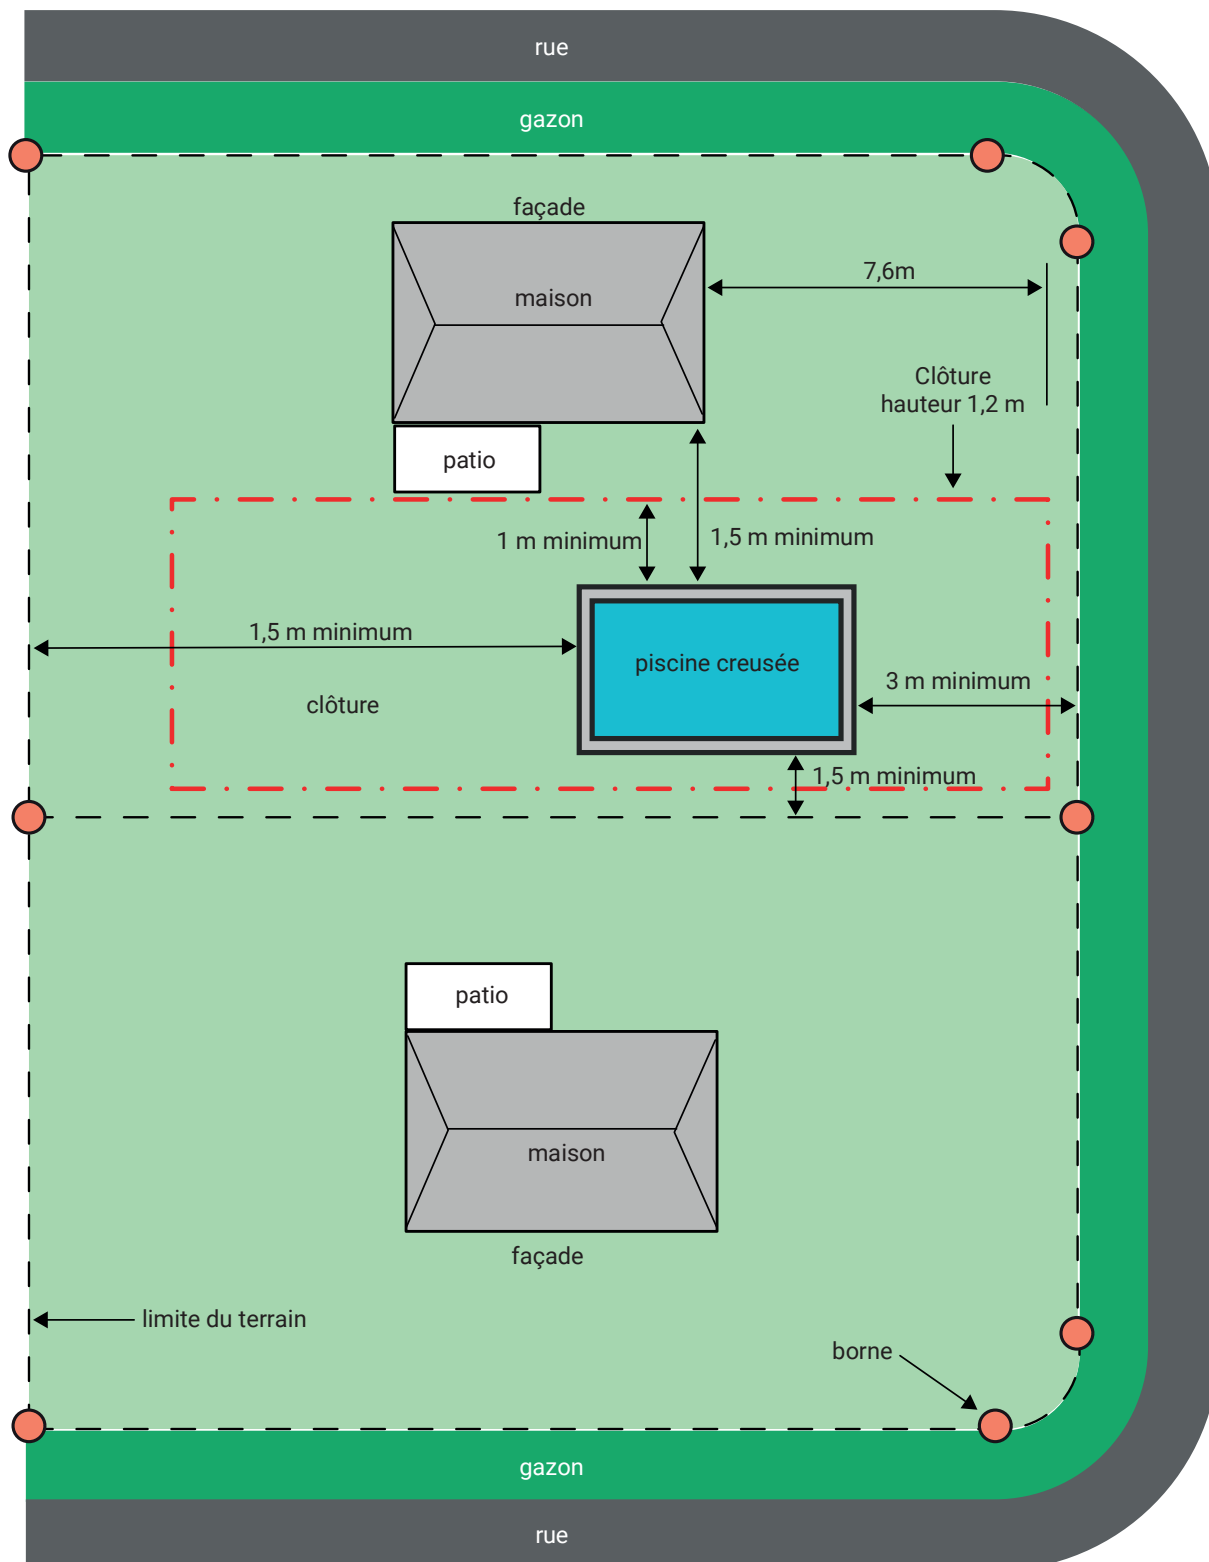 rue
gazon
façade
maison
7,6m
Clôture
hauteur 1,2 m
patio
1 m minimum
1,5 m minimum
1,5 m minimum
piscine creusée
3 m minimum
clôture
1,5 m minimum
patio
maison
façade
limite du terrain
borne
gazon
rue